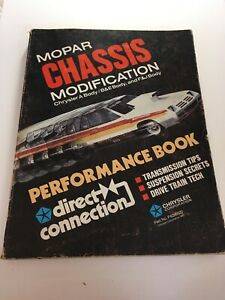 MOPAR
CHASSIS
MODIFICATION
Chrysler A Body/B&E Body, and F&J Body
PERFORMANCE BOOK
direct
connection
• TRANSMISSION TIPS
• SUSPENSION SECRETS
• DRIVE TRAIN TECH
CHRYSLER